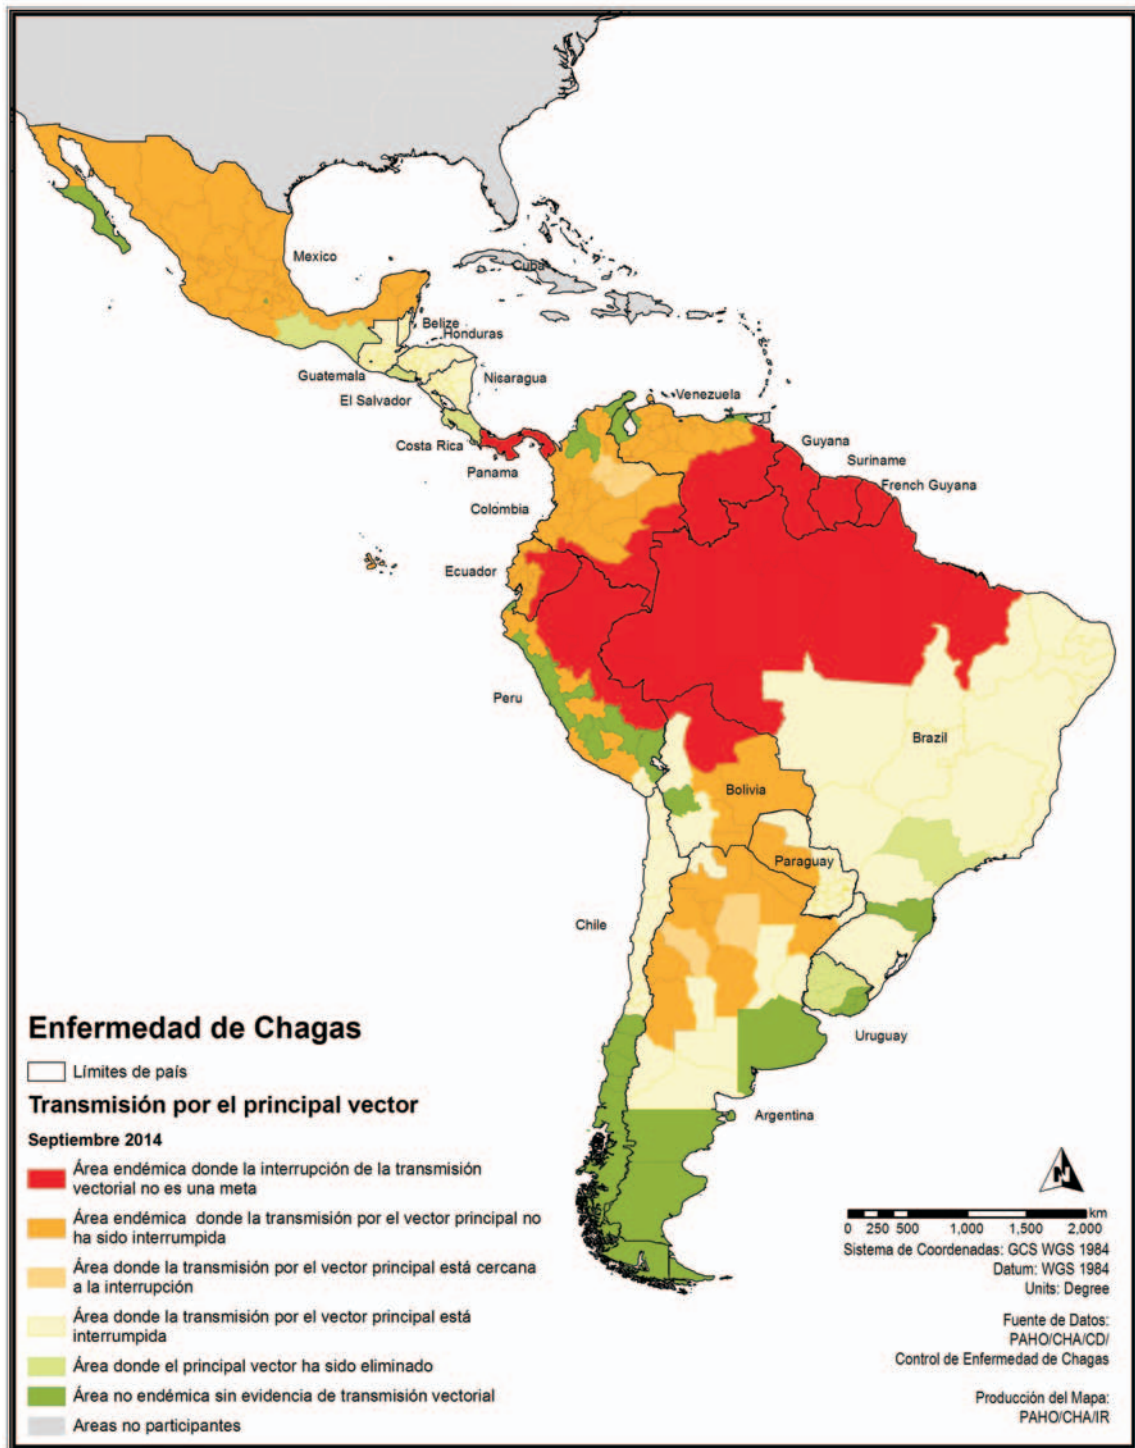 Mexico
Cuba
Belize
Honduras
Guatemala
Nicaragua
El Salvador
Venezuela
Costa Rica
Guyana
Panama
Suriname
French Guyana
Colombia
Ecuador
Peru
Brazil
Bolivia
Paraguay
Chile
Uruguay
Argentina
Enfermedad de Chagas
Límites de país
Transmisión por el principal vector
Septiembre 2014
Área endémica donde la interrupción de la transmisión
vectorial no es una meta
Área endémica donde la transmisión por el vector principal no
ha sido interrumpida
Área donde la transmisión por el vector principal está cercana
a la interrupción
Área donde la transmisión por el vector principal está
interrumpida
Área donde el principal vector ha sido eliminado
Área no endémica sin evidencia de transmisión vectorial
Areas no participantes
N
km
0 250 500 1,000 1,500 2,000
Sistema de Coordenadas: GCS WGS 1984
Datum: WGS 1984
Units: Degree
Fuente de Datos:
PAHO/CHA/CD/
Control de Enfermedad de Chagas
Producción del Mapa:
PAHO/CHA/IR